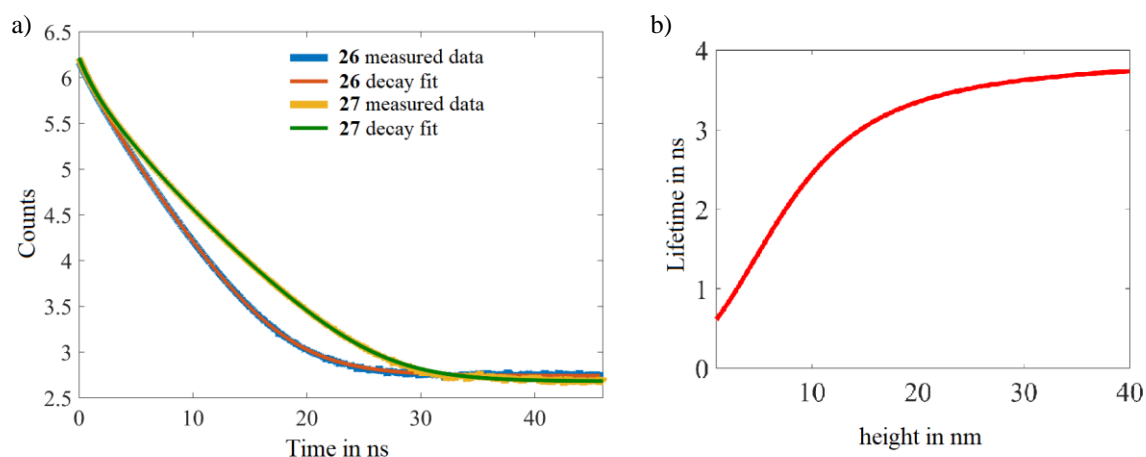 a)
6.5
6
5.5
5
4.5
4
3.5
3
2.5
Counts
26 measured data
26 decay fit
27 measured data
27 decay fit
0 10 20 30 40
Time in ns
b)
4
3
2
1
0
Lifetime in ns
10 20 30 40
height in nm